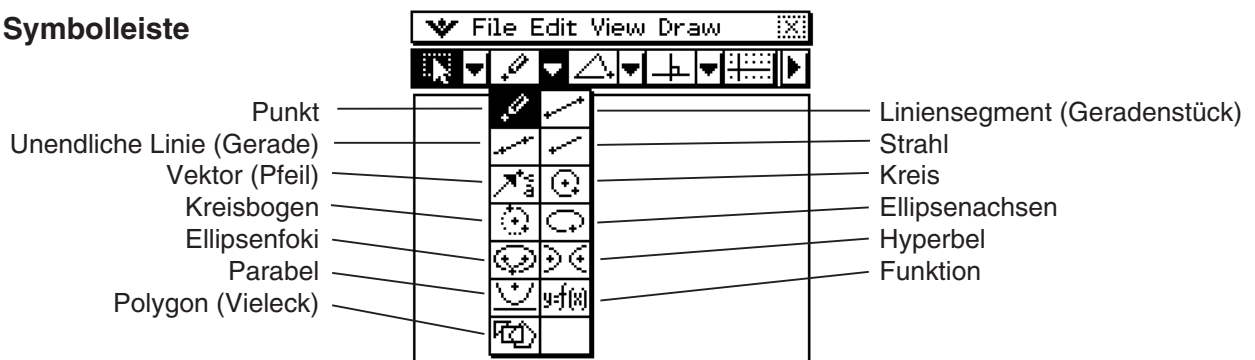 Symbolleiste
File Edit View Draw
Punkt
Unendliche Linie (Gerade)
Vektor (Pfeil)
Kreisbogen
Ellipsenfoki
Parabel
Polygon (Vieleck)
y=f(x)
Liniensegment (Geradenstück)
Strahl
Kreis
Ellipsenachsen
Hyperbel
Funktion